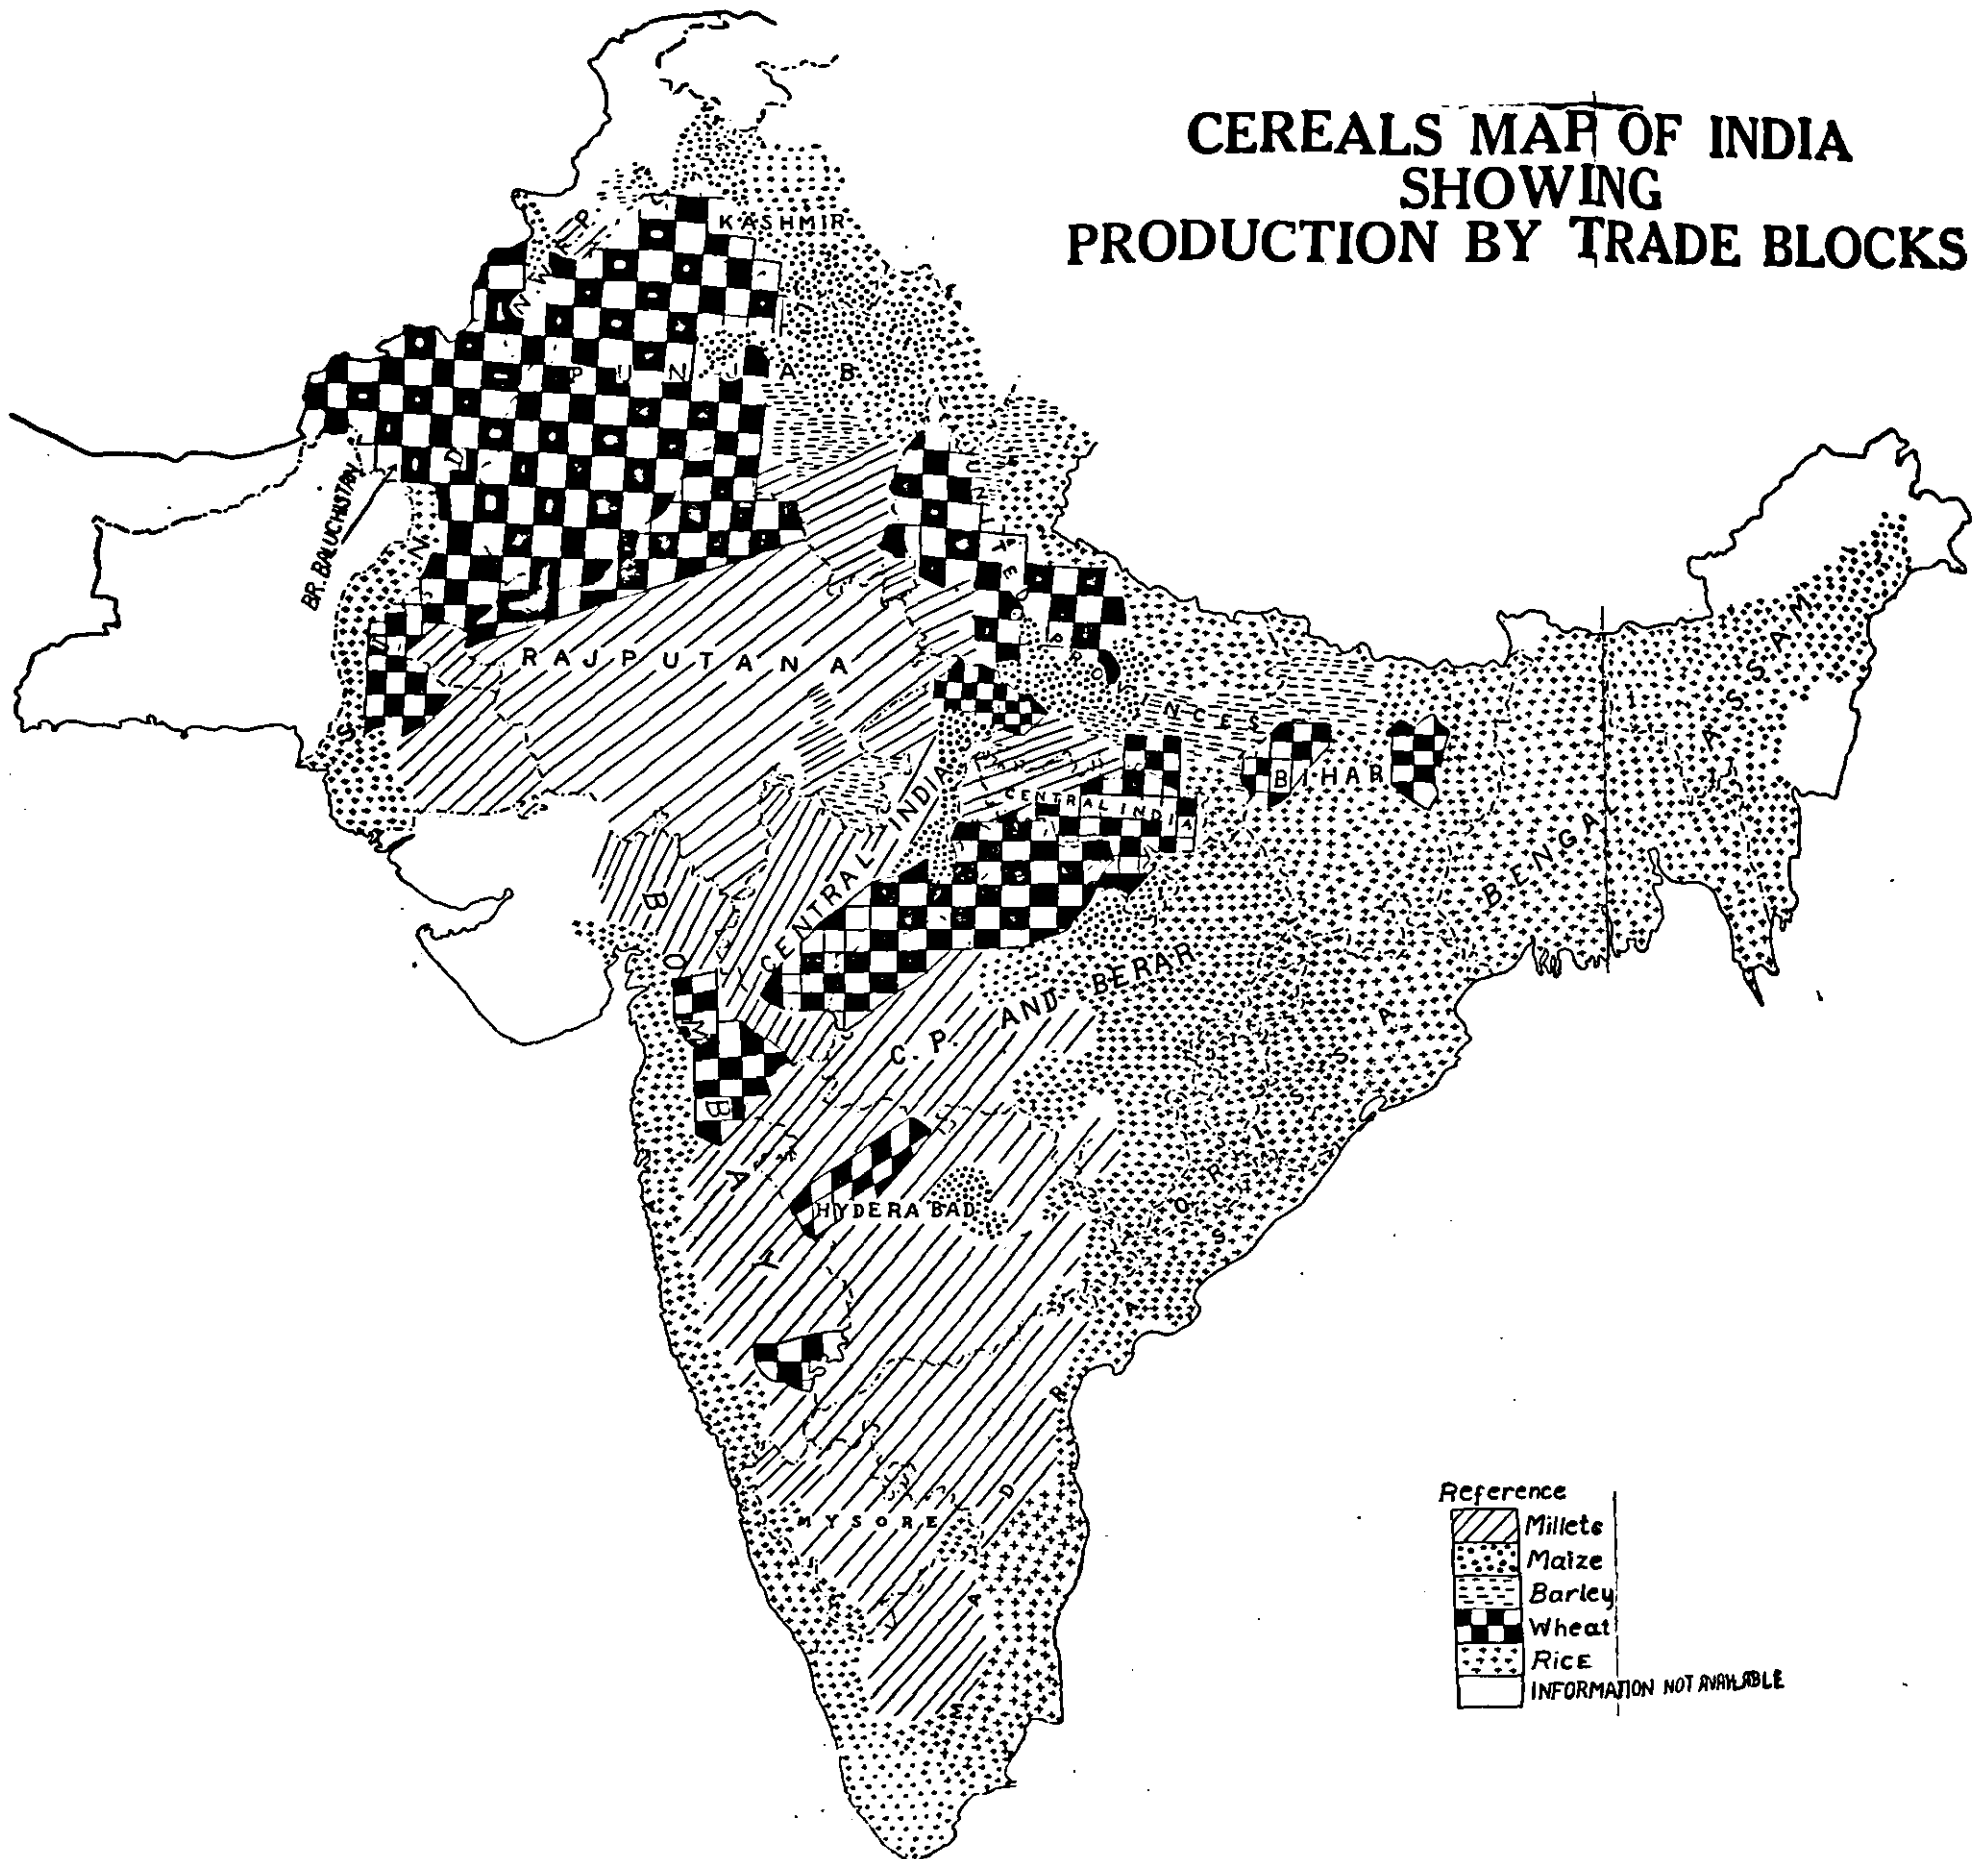 CEREALS MAP OF INDIA
SHOWING
PRODUCTION BY TRADE BLOCKS
KASHMIR
N.W.F.P.
PUNJAB
BR. BALUCHISTAN
SIND
RAJPUTANA
UNITED PROVINCES
BIHAR
ASSAM
BENGAL
CENTRAL INDIA
CENTRAL INDIA
C.P. AND BERAR
BOMBAY
ORISSA
HYDERABAD
MYSORE
MADRAS
Reference
Millets
Maize
Barley
Wheat
Rice
INFORMATION NOT AVAILABLE